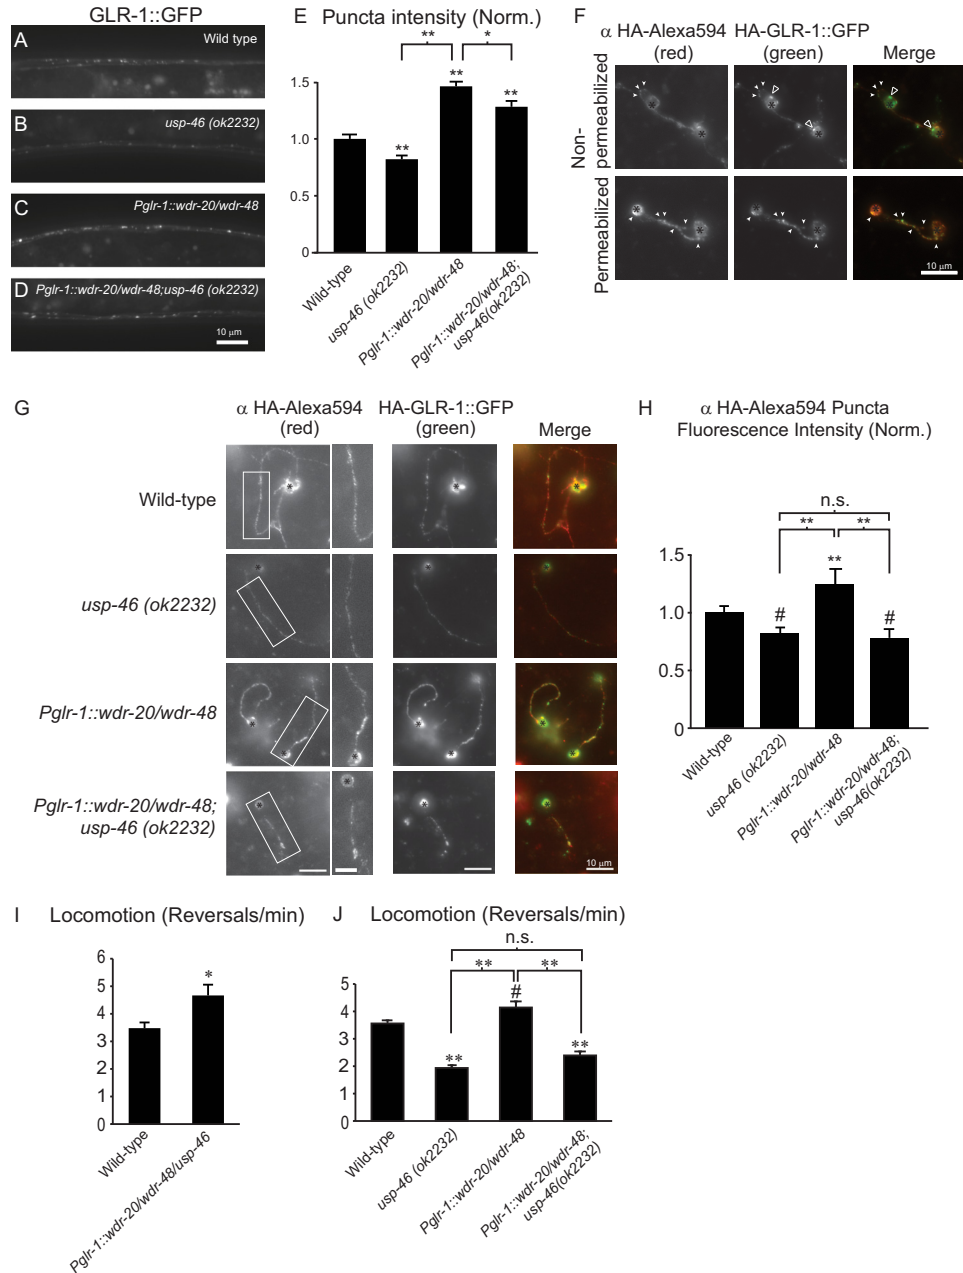 GLR-1::GFP
A
Wild type
B
usp-46 (ok2232)
C
Pglr-1::wdr-20/wdr-48
D
Pglr-1::wdr-20/wdr-48;usp-46 (ok2232)
10 μm
E
Puncta intensity (Norm.)
**
*
1.5
1.0
0.5
0
**
**
**
Wild-type
usp-46 (ok2232)
Pglr-1::wdr-20/wdr-48
Pglr-1::wdr-20/wdr-48;
usp-46(ok2232)
F
α HA-Alexa594
(red)
HA-GLR-1::GFP
(green)
Merge
Non-
permeabilized
Permeabilized
* * * * * *
* * * * * *
10 μm
G
α HA-Alexa594
(red)
HA-GLR-1::GFP
(green)
Merge
Wild-type
* * *
usp-46 (ok2232)
* * *
Pglr-1::wdr-20/wdr-48
* * * * * * *
Pglr-1::wdr-20/wdr-48;
usp-46 (ok2232)
* * * *
10 μm
H
α HA-Alexa594 Puncta
Fluorescence Intensity (Norm.)
n.s.
**
**
1.5
1.0
0.5
0
#
**
#
Wild-type
usp-46 (ok2232)
Pglr-1::wdr-20/wdr-48
Pglr-1::wdr-20/wdr-48;
usp-46(ok2232)
I
Locomotion (Reversals/min)
6
5
4
3
2
1
0
*
Wild-type
Pglr-1::wdr-20/wdr-48/usp-46
J
Locomotion (Reversals/min)
n.s.
**
**
5
4
3
2
1
0
**
#
**
Wild-type
usp-46 (ok2232)
Pglr-1::wdr-20/wdr-48
Pglr-1::wdr-20/wdr-48;
usp-46(ok2232)